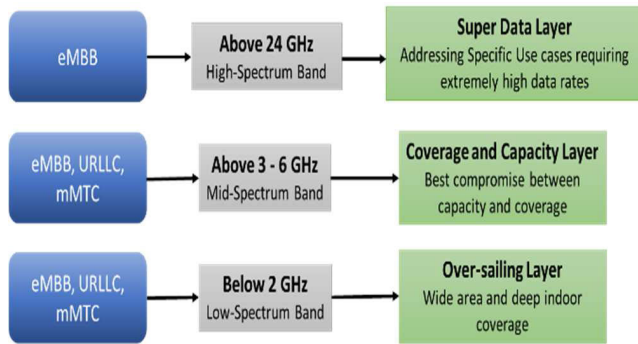 eMBB
Above 24 GHz
High-Spectrum Band
Super Data Layer
Addressing Specific Use cases requiring
extremely high data rates
eMBB, URLLC,
mMTC
Above 3 - 6 GHz
Mid-Spectrum Band
Coverage and Capacity Layer
Best compromise between
capacity and coverage
eMBB, URLLC,
mMTC
Below 2 GHz
Low-Spectrum Band
Over-sailing Layer
Wide area and deep indoor
coverage